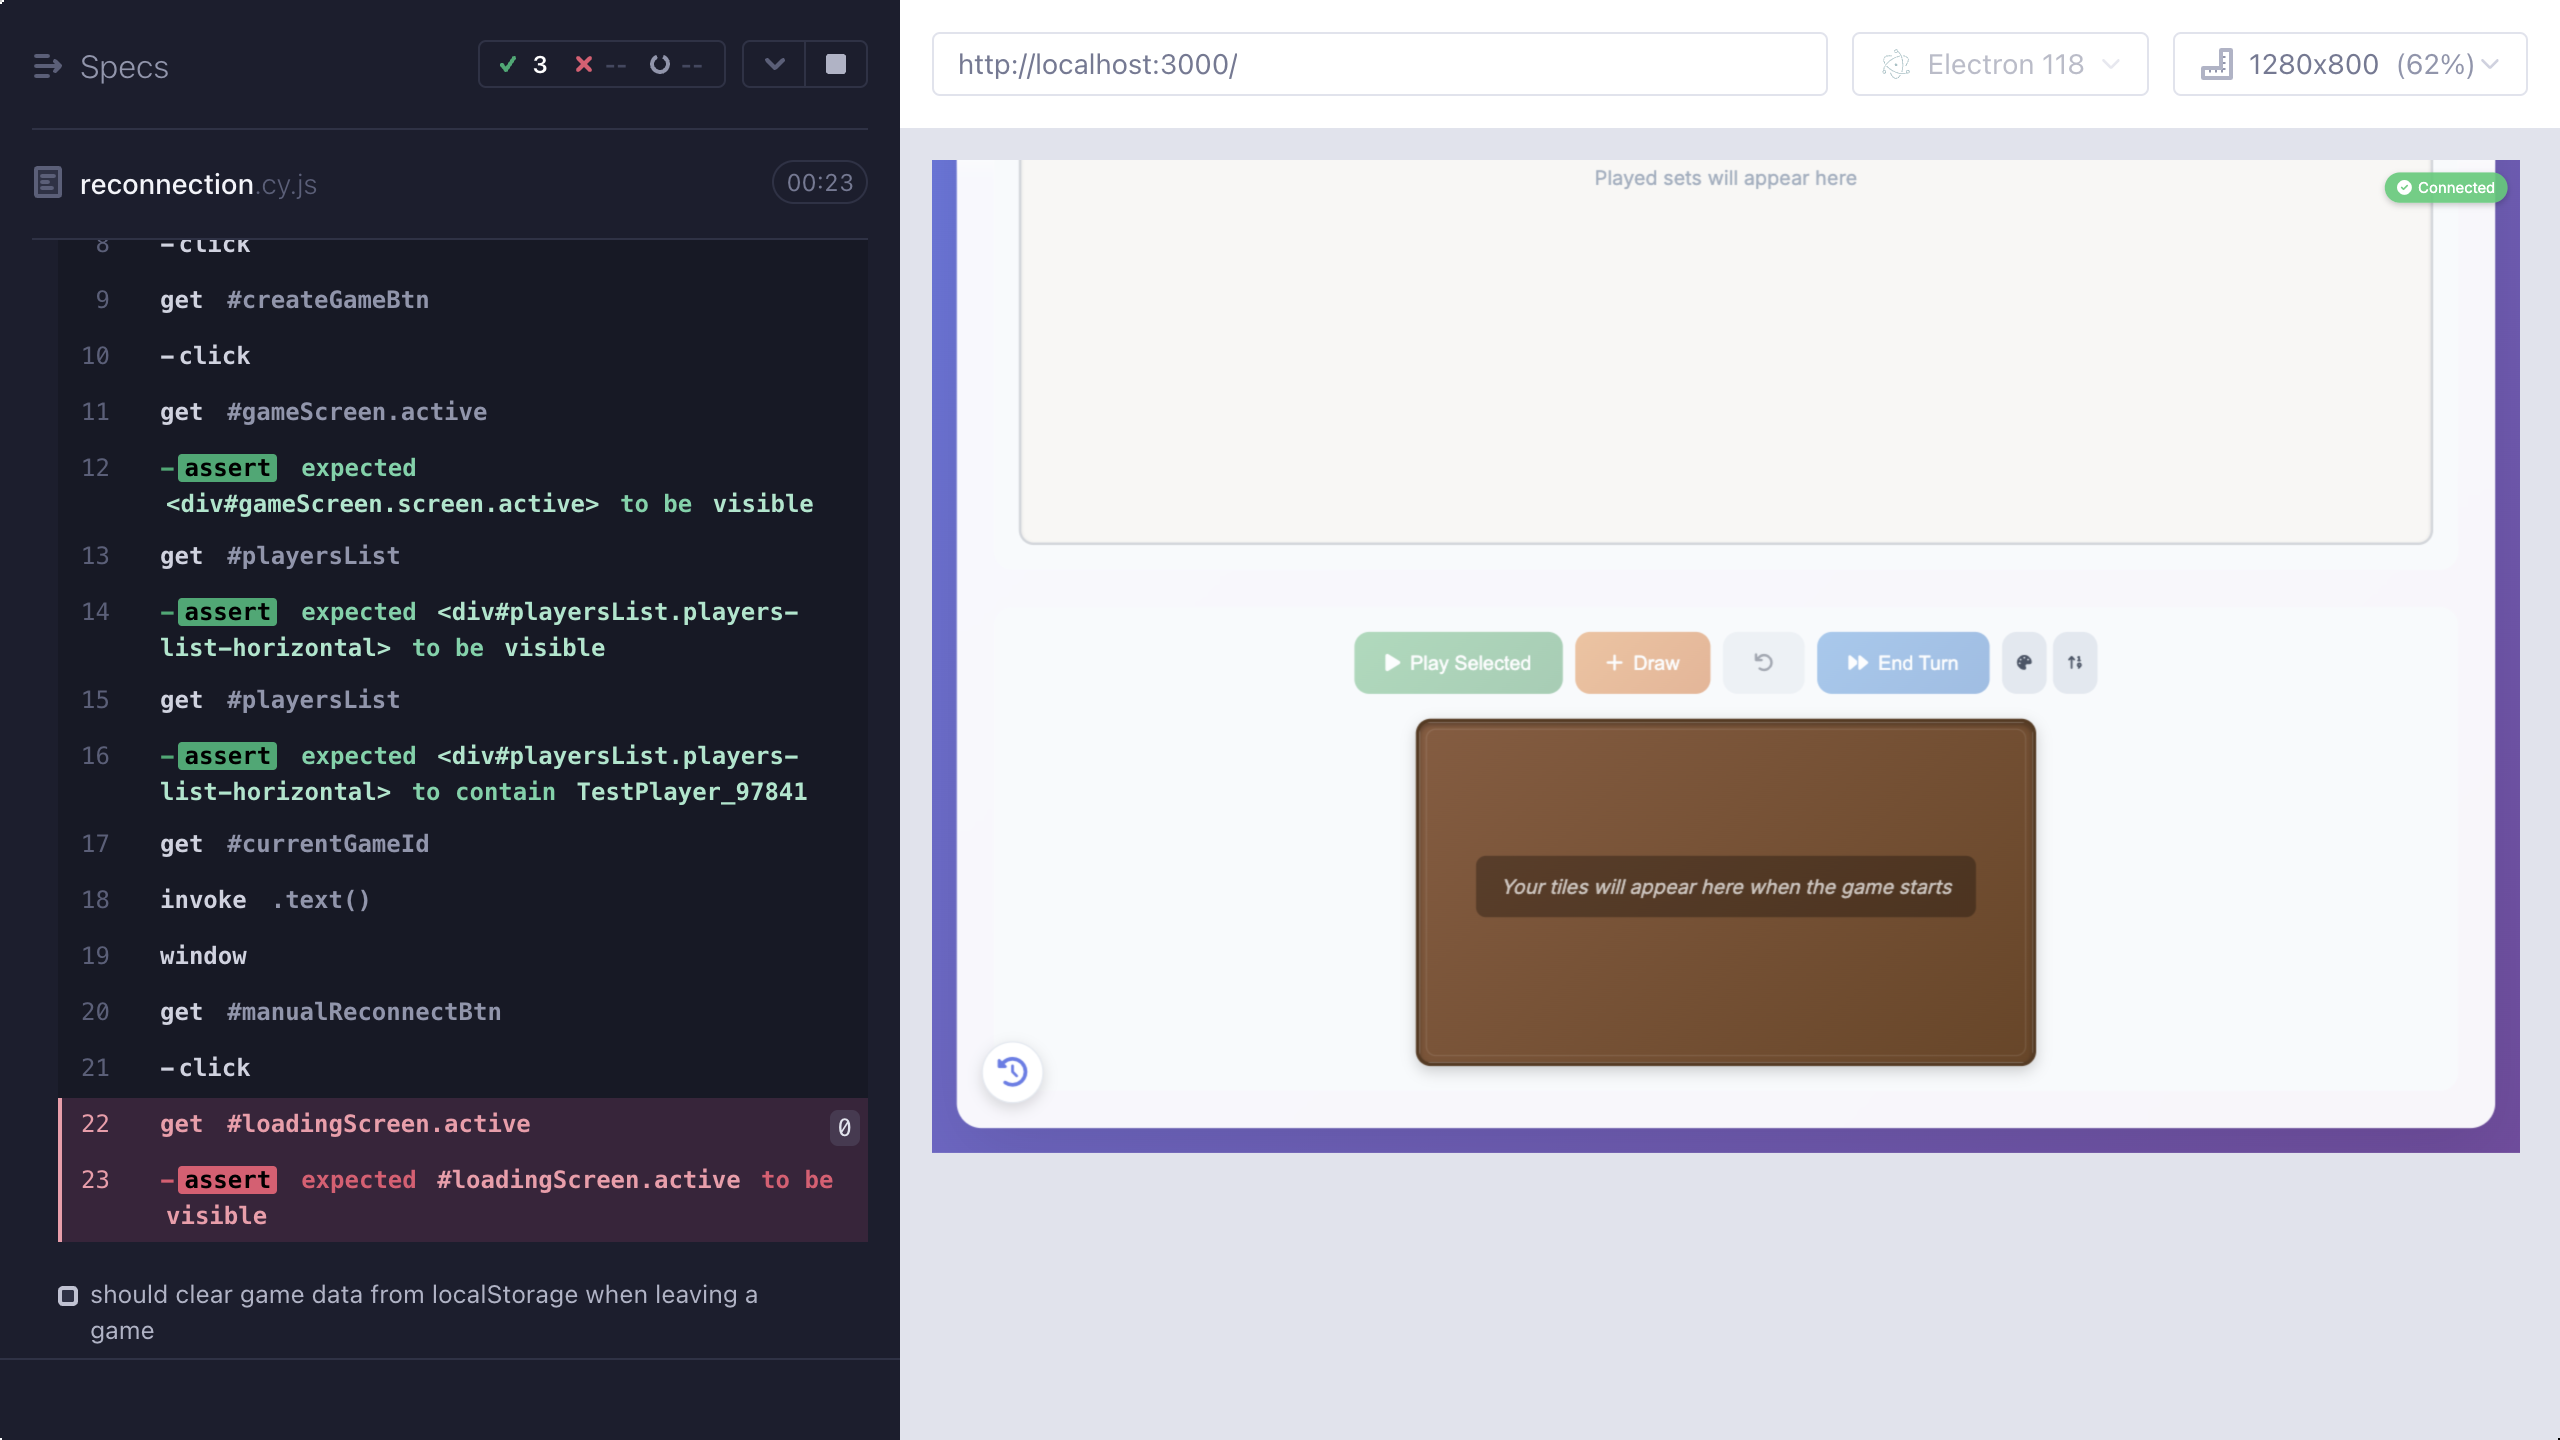 Specs
3
--
--
reconnection.cy.js
00:23
8 -click
9 get #createGameBtn
10 -click
11 get #gameScreen.active
12 -assert expected
<div#gameScreen.screen.active> to be visible
13 get #playersList
14 -assert expected <div#playersList.players-
list-horizontal> to be visible
15 get #playersList
16 -assert expected <div#playersList.players-
list-horizontal> to contain TestPlayer_97841
17 get #currentGameId
18 invoke .text()
19 window
20 get #manualReconnectBtn
21 -click
22 get #loadingScreen.active 0
23 -assert expected #loadingScreen.active to be
visible
should clear game data from localStorage when leaving a
game
http://localhost:3000/
Electron 118
1280x800 (62%)
Played sets will appear here
Connected
Play Selected
Draw
End Turn
Your tiles will appear here when the game starts